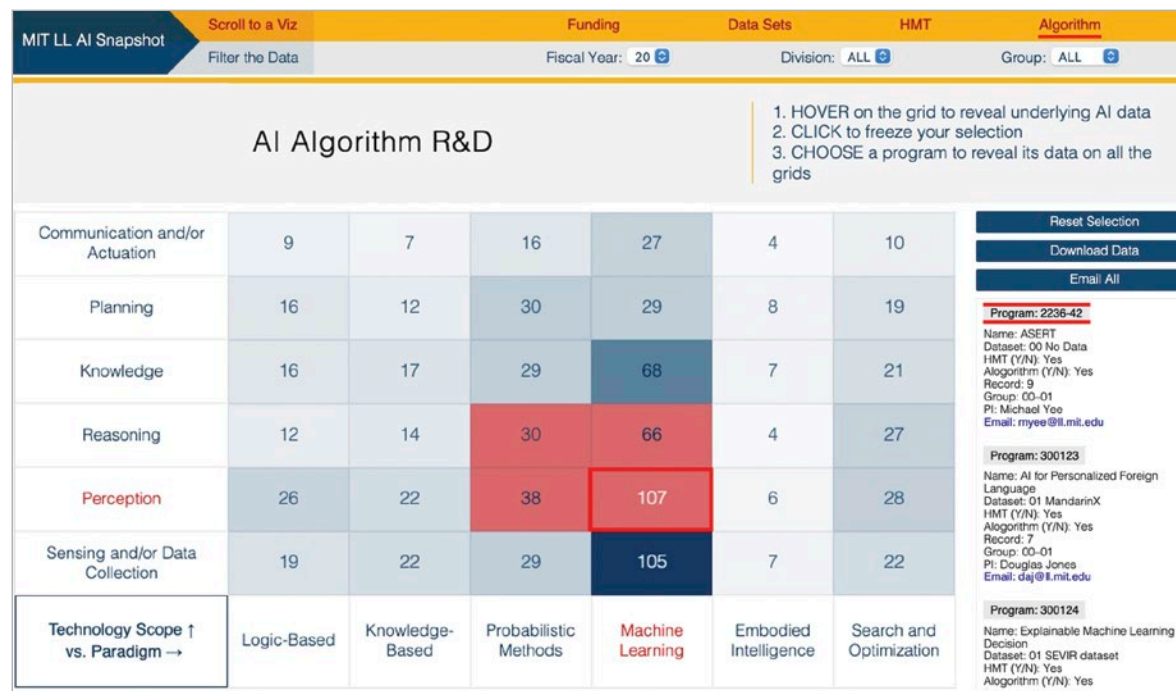 MIT LL AI Snapshot
Scroll to a Viz
Funding
Data Sets
HMT
Algorithm
Filter the Data
Fiscal Year: 20
Division: ALL
Group: ALL
AI Algorithm R&D
1. HOVER on the grid to reveal underlying AI data
2. CLICK to freeze your selection
3. CHOOSE a program to reveal its data on all the
grids
Communication and/or
Actuation
9 7 16 27 4 10
Planning
16 12 30 29 8 19
Knowledge
16 17 29 68 7 21
Reasoning
12 14 30 66 4 27
Perception
26 22 38 107 6 28
Sensing and/or Data
Collection
19 22 29 105 7 22
Technology Scope ↑
vs. Paradigm →
Logic-Based
Knowledge-
Based
Probabilistic
Methods
Machine
Learning
Embodied
Intelligence
Search and
Optimization
Reset Selection
Download Data
Email All
Program: 2236-42
Name: ASERT
Dataset: 00 No Data
HMT (Y/N): Yes
Alogorithm (Y/N): Yes
Record: 9
Group: 00–01
PI: Michael Yee
Email: myee@ll.mit.edu
Program: 300123
Name: AI for Personalized Foreign
Language
Dataset: 01 MandarinX
HMT (Y/N): Yes
Alogorithm (Y/N): Yes
Record: 7
Group: 00–01
PI: Douglas Jones
Email: daj@ll.mit.edu
Program: 300124
Name: Explainable Machine Learning
Decision
Dataset: 01 SEVIR dataset
HMT (Y/N): Yes
Alogorithm (Y/N): Yes